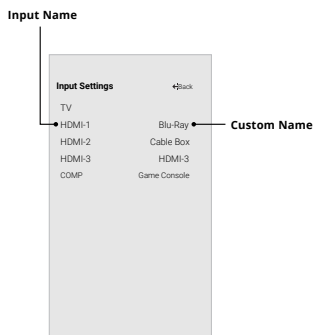 Input Name
Input Settings Back
TV
HDMI-1 Blu-Ray
Custom Name
HDMI-2 Cable Box
HDMI-3 HDMI-3
COMP Game Console